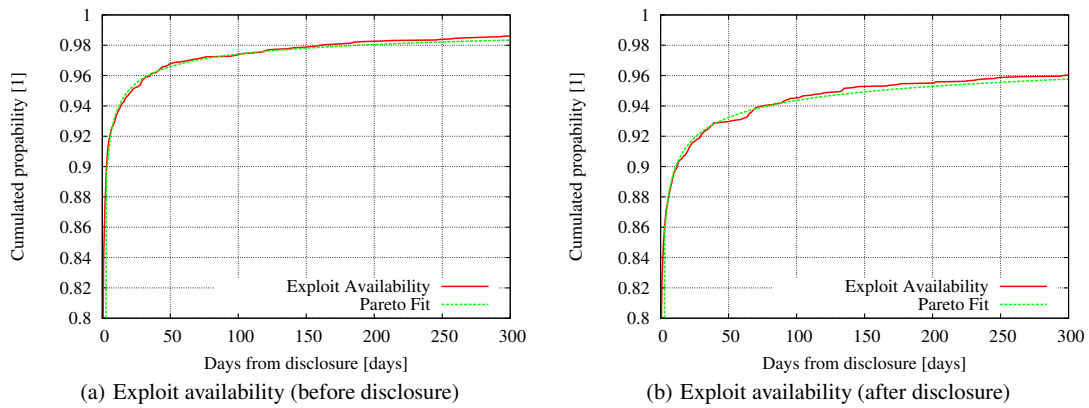 1
0.98
0.96
0.94
0.92
0.9
0.88
0.86
0.84
0.82
0.8
Cumulated propability [1]
Exploit Availability
Pareto Fit
0 50 100 150 200 250 300
Days from disclosure [days]
(a) Exploit availability (before disclosure)
1
0.98
0.96
0.94
0.92
0.9
0.88
0.86
0.84
0.82
0.8
Cumulated propability [1]
Exploit Availability
Pareto Fit
0 50 100 150 200 250 300
Days from disclosure [days]
(b) Exploit availability (after disclosure)